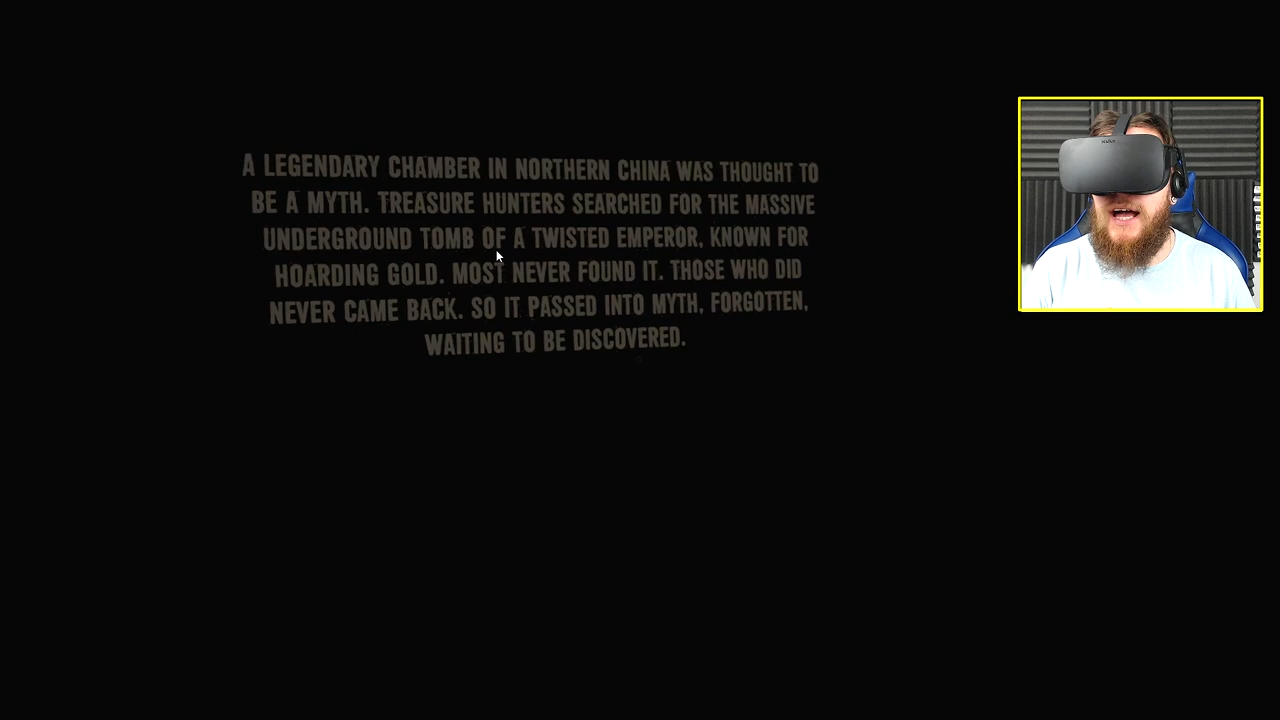 A LEGENDARY CHAMBER IN NORTHERN CHINA WAS THOUGHT TO
BE A MYTH. TREASURE HUNTERS SEARCHED FOR THE MASSIVE
UNDERGROUND TOMB OF A TWISTED EMPEROR, KNOWN FOR
HOARDING GOLD. MOST NEVER FOUND IT. THOSE WHO DID
NEVER CAME BACK. SO IT PASSED INTO MYTH, FORGOTTEN,
WAITING TO BE DISCOVERED.
oculus